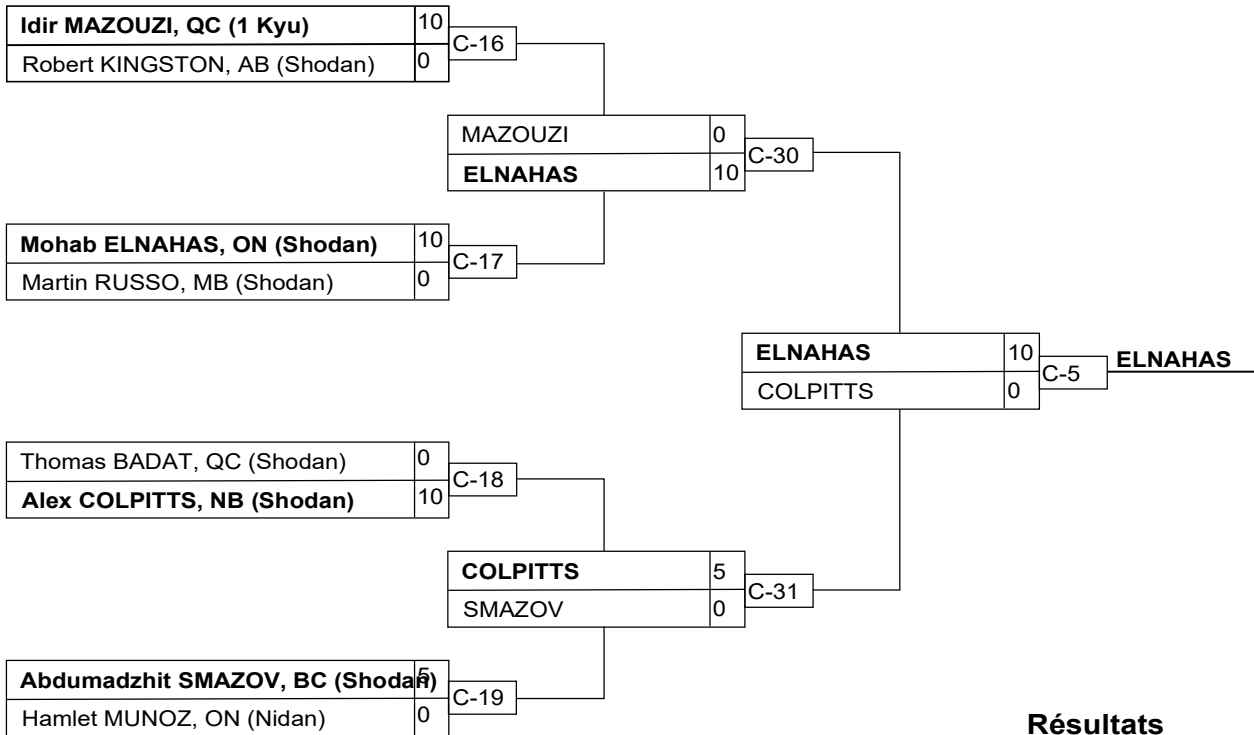 Idir MAZOUZI, QC (1 Kyu) 10
C-16
Robert KINGSTON, AB (Shodan) 0
MAZOUZI 0
C-30
ELNAHAS 10
Mohab ELNAHAS, ON (Shodan) 10
C-17
Martin RUSSO, MB (Shodan) 0
ELNAHAS 10
C-5 ELNAHAS
COLPITTS 0
Thomas BADAT, QC (Shodan) 0
C-18
Alex COLPITTS, NB (Shodan) 10
COLPITTS 5
C-31
SMAZOV 0
Abdumadzhit SMAZOV, BC (Shodan) 5
C-19
Hamlet MUNOZ, ON (Nidan) 0
Résultats